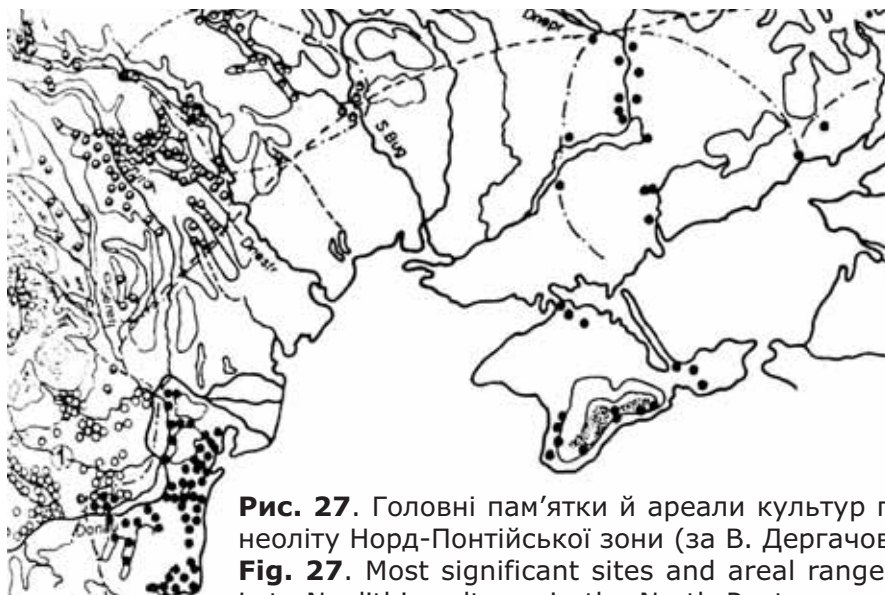 Dnepr
S.Bug
Dnestr
1
Рис. 27. Головні пам’ятки й ареали культур п
неоліту Норд-Понтійської зони (за В. Дергачов
Fig. 27. Most significant sites and areal range